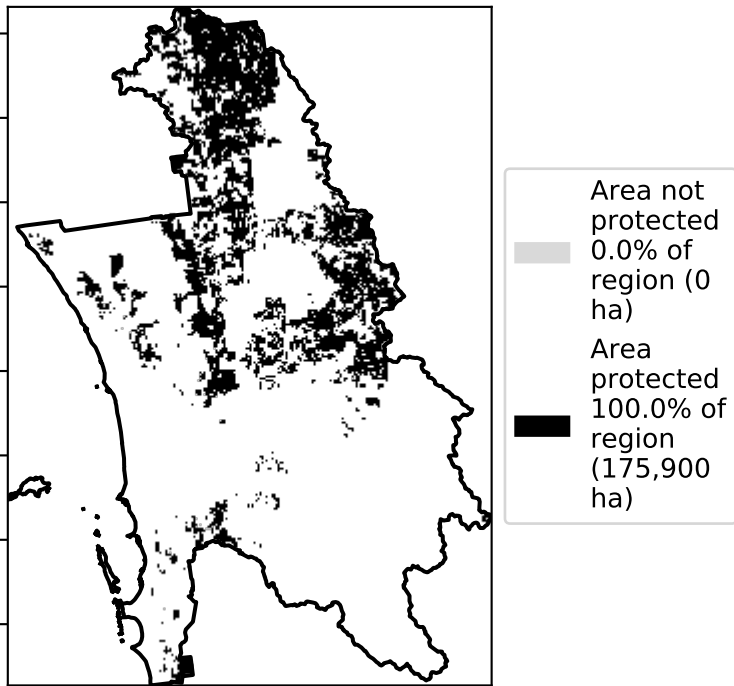 Area not
protected
0.0% of
region (0
ha)
Area
protected
100.0% of
region
(175,900
ha)